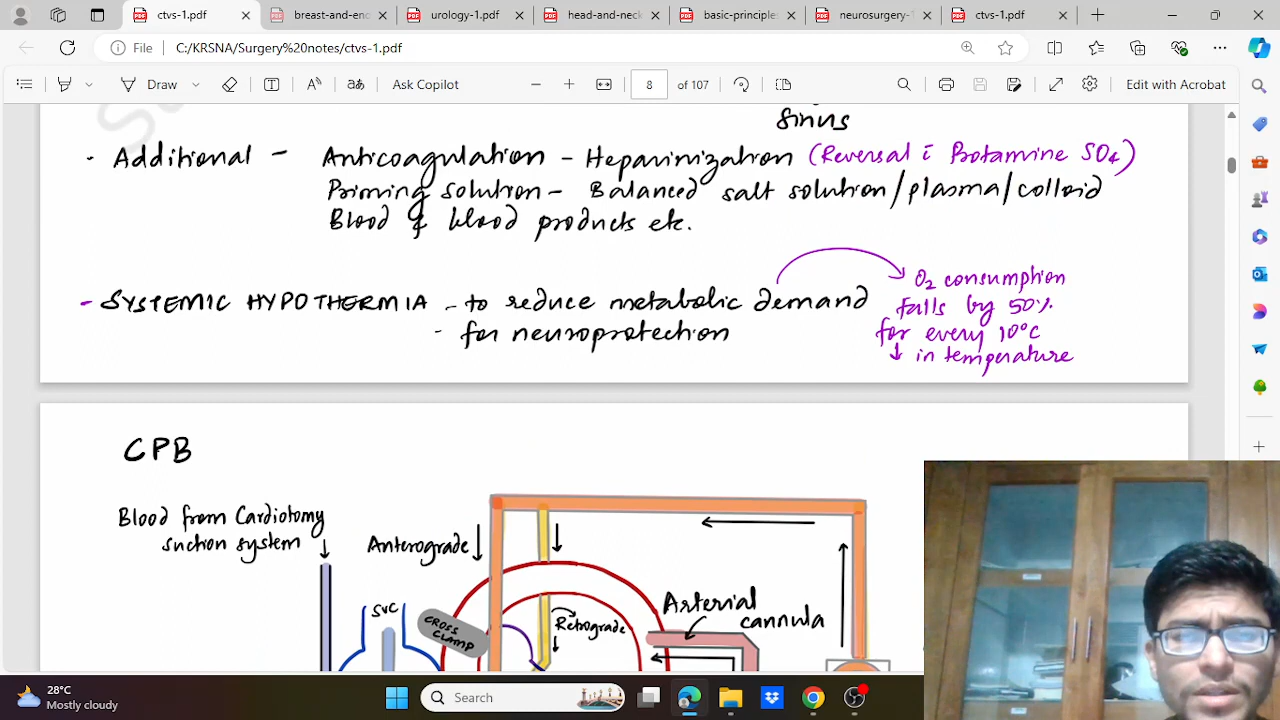 ctvs-1.pdf
breast-and-en
urology-1.pdf
head-and-neck
basic-principles
neurosurgery-1
ctvs-1.pdf
File C:/KRSNA/Surgery%20notes/ctvs-1.pdf
Draw Ask Copilot 8 of 107 Edit with Acrobat
Sinus
· Additional - Anticoagulation - Heparinization (Reversal c̄ Protamine SO4)
Priming solution - Balanced salt solution/plasma/colloid
Blood & blood products etc.
- SYSTEMIC HYPOTHERMIA - to reduce metabolic demand
- for neuroprotection
O2 consumption
falls by 50%
for every 10°C
↓ in temperature
CPB
Blood from Cardiotomy
suction system
Anterograde
SVC
CROSS
CLAMP
Retrograde
Arterial
cannula
28°C
Mostly cloudy
Search